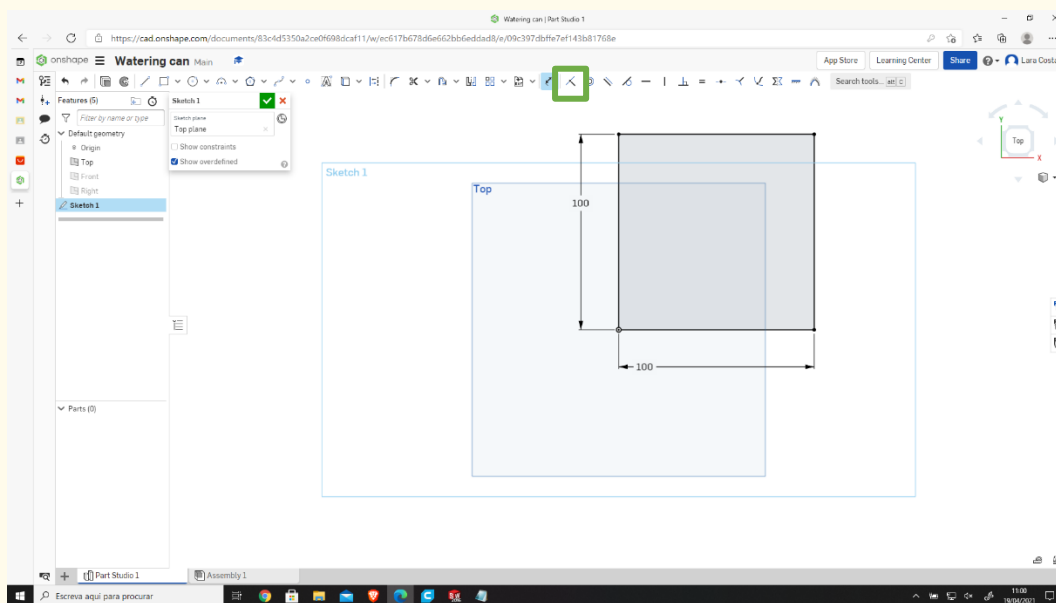 Watering can | Part Studio 1
https://cad.onshape.com/documents/83c4d5350a2ce0f698dcaf11/w/ec617b678d6e662bb6eddad8/e/09c397dbffe7ef143b81768e
onshape Watering can Main App Store Learning Center Share Lara Costa
Search tools... alt C
Features (5) Sketch 1
Filter by name or type Sketch plane
Top plane
Default geometry
Origin Show constraints
Top Show overdefined
Front
Right
Sketch 1
Sketch 1
Top
100
100
Top
Y
X
Parts (0)
Part Studio 1 Assembly 1
Escreva aqui para procurar
11:00
19/04/2021